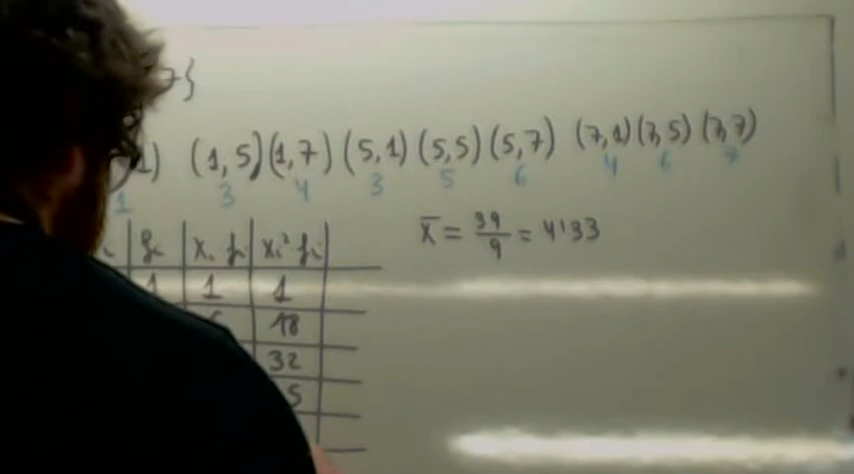 7}
1) (1,5) (1,7) (5,1) (5,5) (5,7) (7,1) (7,5) (7,7)
1 3 4 3 5 6 4 6 7
fi xi fi xi² fi
x̄ = 39/9 = 4'33
1 1 1
18
32
5